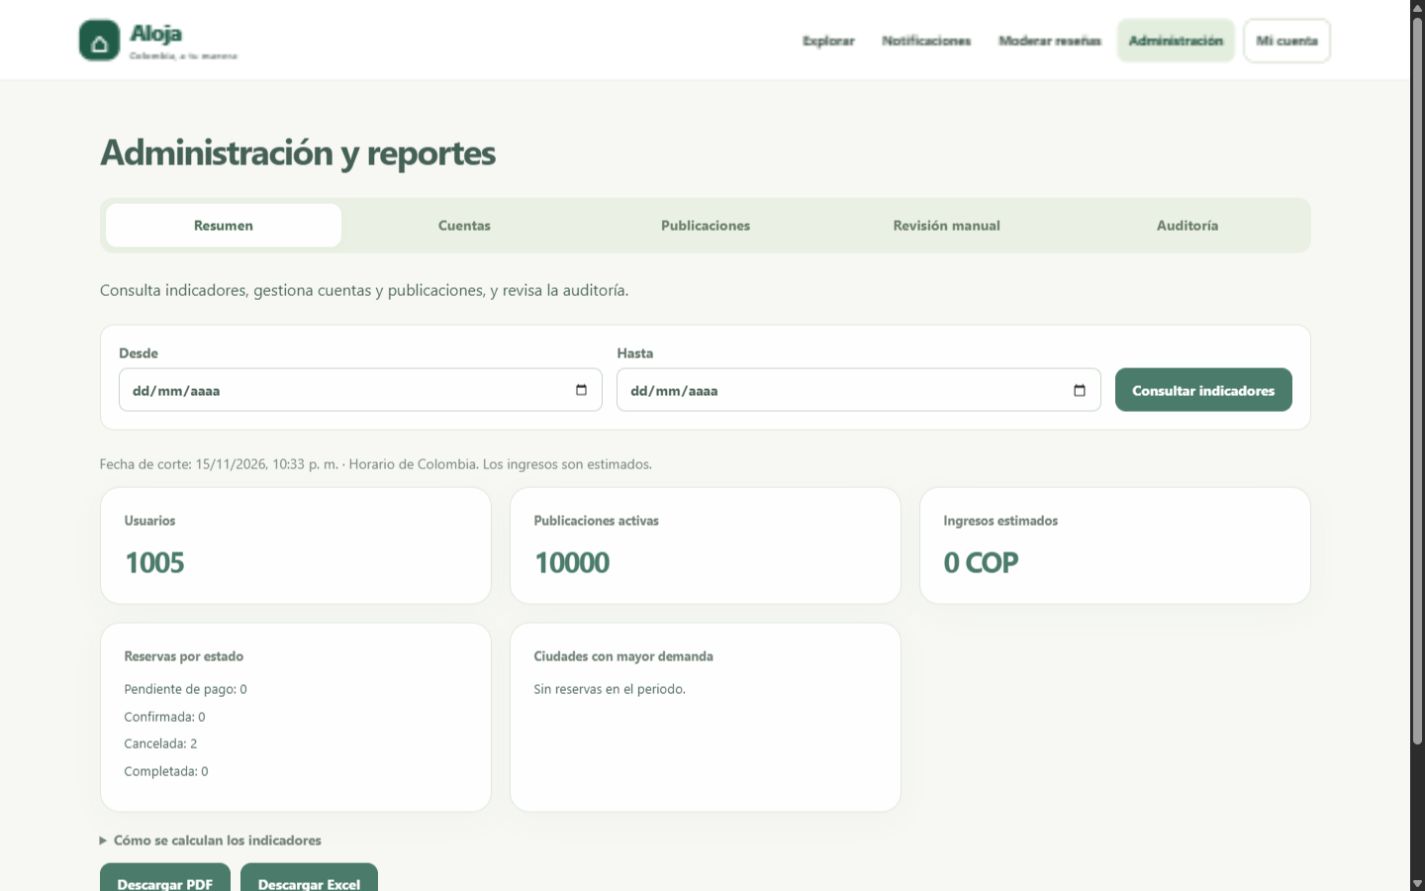 Aloja
Colombia, a tu manera
Explorar
Notificaciones
Moderar reseñas
Administración
Mi cuenta
Administración y reportes
Resumen
Cuentas
Publicaciones
Revisión manual
Auditoría
Consulta indicadores, gestiona cuentas y publicaciones, y revisa la auditoría.
Desde
Hasta
dd/mm/aaaa
dd/mm/aaaa
Consultar indicadores
Fecha de corte: 15/11/2026, 10:33 p. m. · Horario de Colombia. Los ingresos son estimados.
Usuarios
1005
Publicaciones activas
10000
Ingresos estimados
0 COP
Reservas por estado
Pendiente de pago: 0
Confirmada: 0
Cancelada: 2
Completada: 0
Ciudades con mayor demanda
Sin reservas en el periodo.
Cómo se calculan los indicadores
Descargar PDF
Descargar Excel